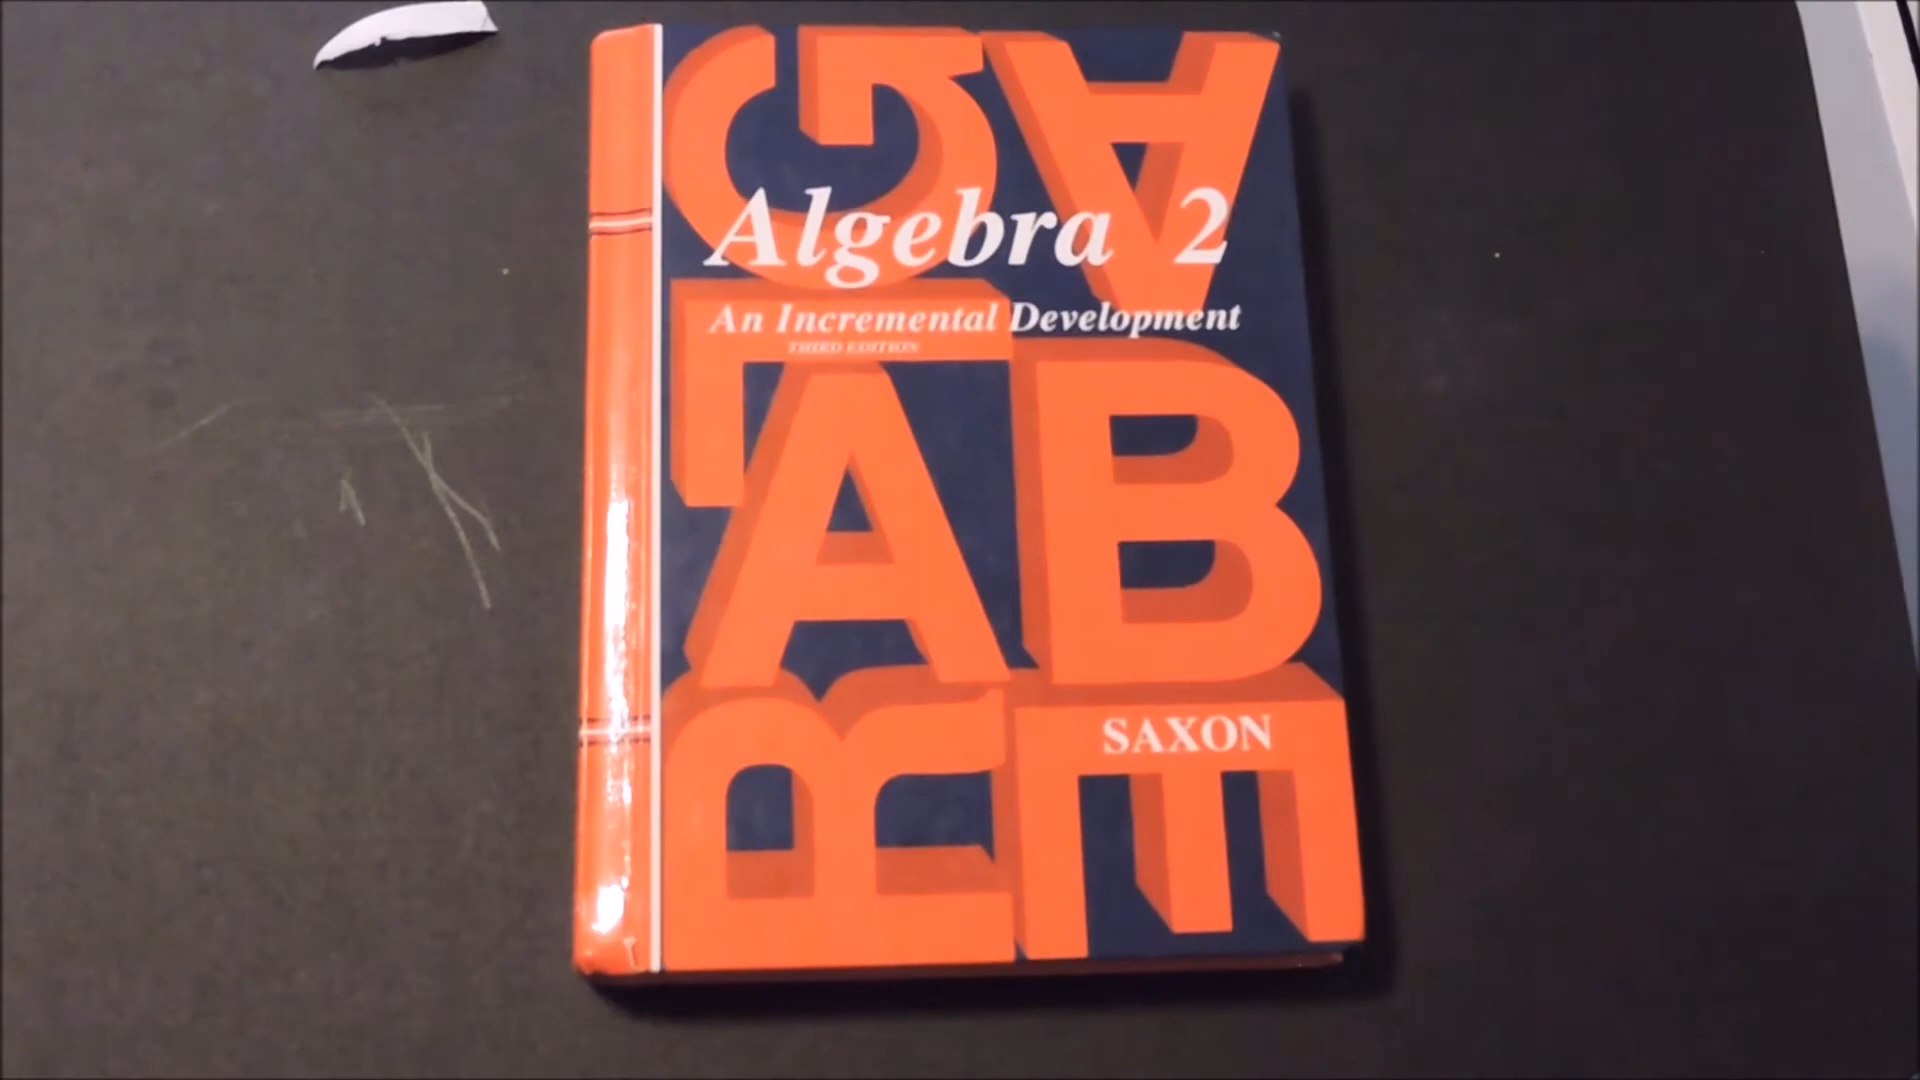 Algebra 2
An Incremental Development
THIRD EDITION
SAXON
G A
L
A B
R E